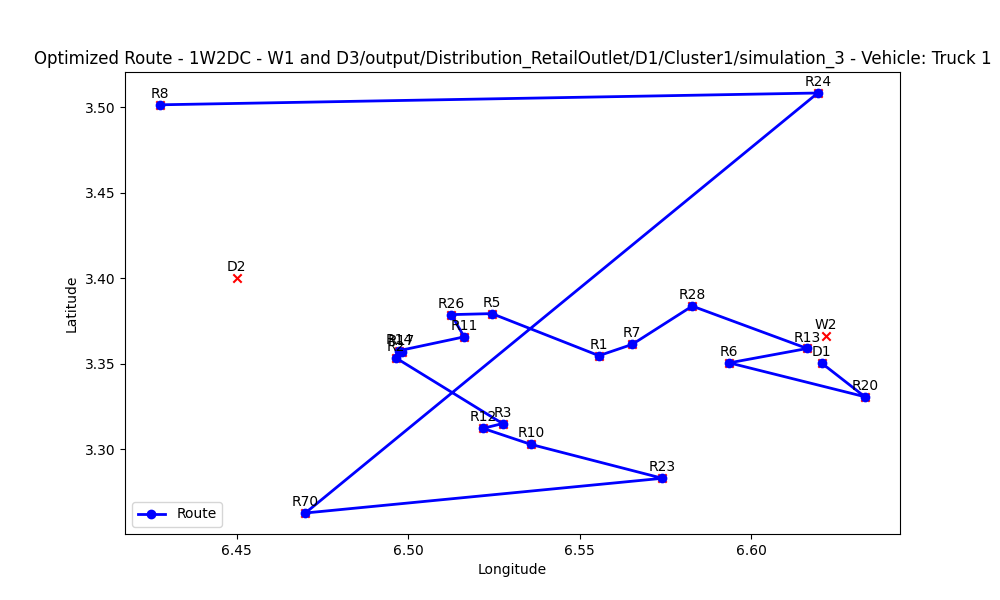 Optimized Route - 1W2DC - W1 and D3/output/Distribution_RetailOutlet/D1/Cluster1/simulation_3 - Vehicle: Truck 1
R8
R24
3.50
3.45
D2
3.40
R28
R26
R5
W2
R11
R7
R13
R1
R6
D1
3.35
R20
R12
R3
R10
3.30
R23
R70
Route
6.45
6.50
6.55
6.60
Longitude
Latitude